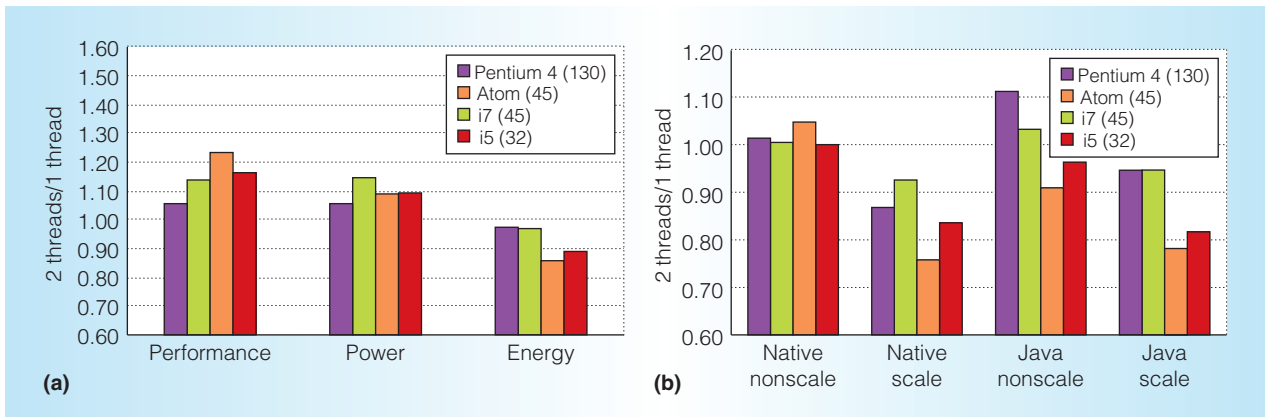 1.60
1.50
1.40
1.30
1.20
1.10
1.00
0.90
0.80
0.70
0.60
2 threads/1 thread
Pentium 4 (130)
Atom (45)
i7 (45)
i5 (32)
Performance
Power
Energy
(a)
1.20
1.10
1.00
0.90
0.80
0.70
0.60
2 threads/1 thread
Pentium 4 (130)
Atom (45)
i7 (45)
i5 (32)
Native
nonscale
Native
scale
Java
nonscale
Java
scale
(b)